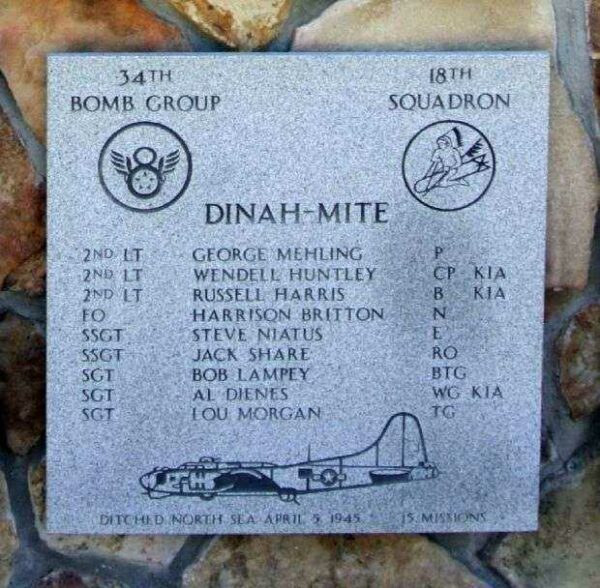 34TH BOMB GROUP
18TH SQUADRON
DINAH-MITE
2ND LT GEORGE MEHLING P
2ND LT WENDELL HUNTLEY CP KIA
2ND LT RUSSELL HARRIS B KIA
FO HARRISON BRITTON N
SSGT STEVE NIATUS E
SSGT JACK SHARE RO
SGT BOB LAMPEY BTG
SGT AL DIENES WG KIA
SGT LOU MORGAN TG
DITCHED NORTH SEA APRIL 5, 1945 15 MISSIONS